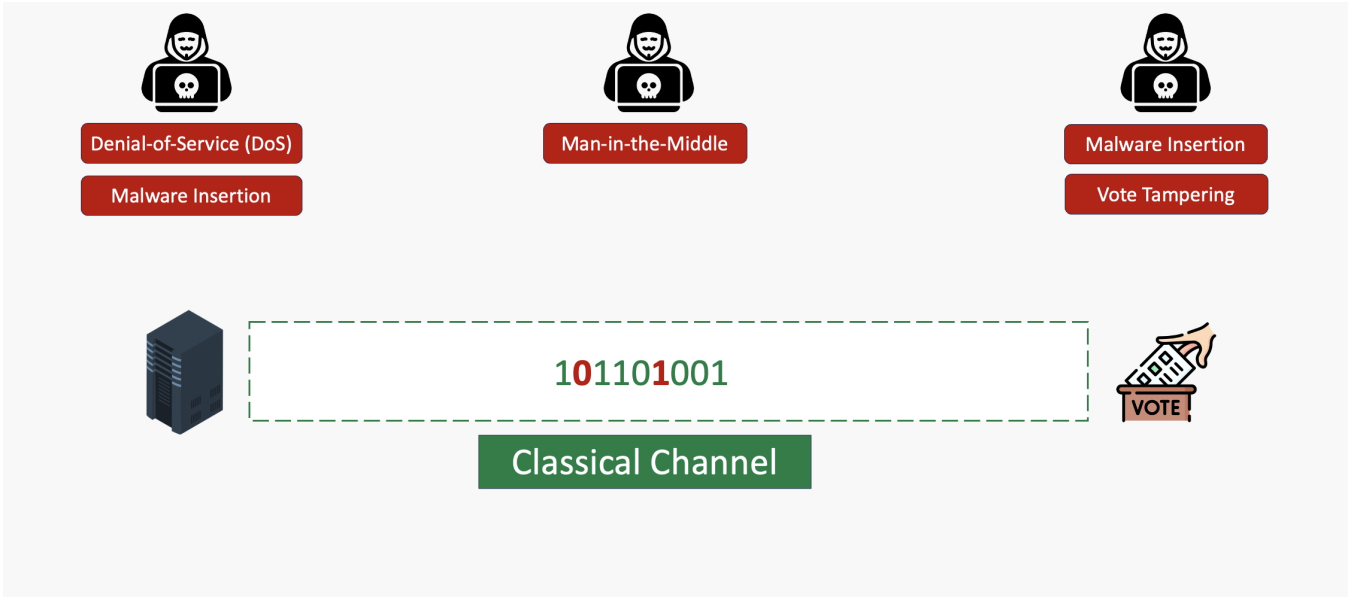 Denial-of-Service (DoS)
Malware Insertion
Man-in-the-Middle
Malware Insertion
Vote Tampering
101101001
VOTE
Classical Channel